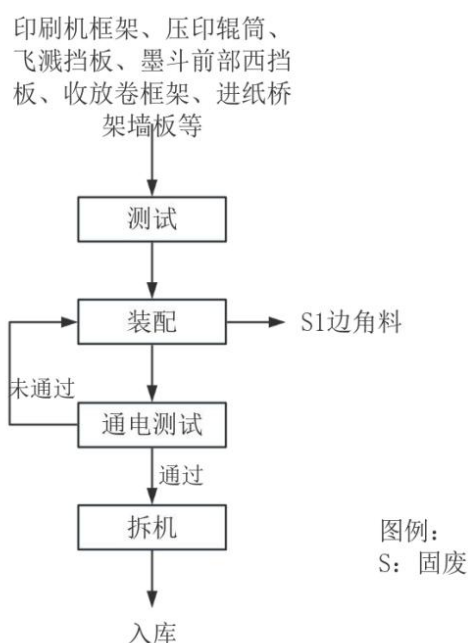 印刷机框架、压印辊筒、
飞溅挡板、墨斗前部西挡
板、收放卷框架、进纸桥
架墙板等
测试
装配
S1边角料
未通过
通电测试
通过
拆机
图例：
S：固废
入库